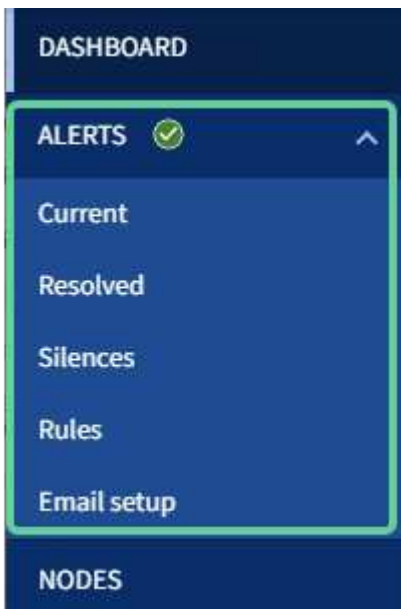 DASHBOARD
ALERTS
Current
Resolved
Silences
Rules
Email setup
NODES